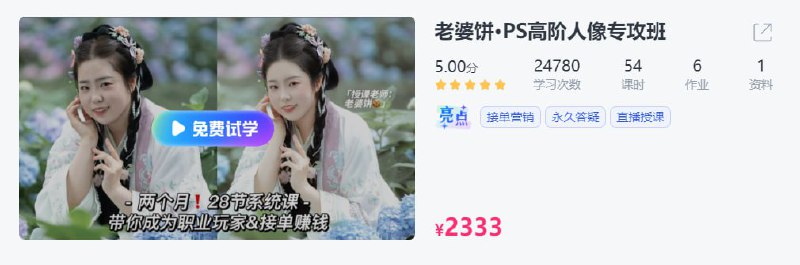 「授课老师:
老婆饼
免费试学
- 两个月❗28节系统课 -
带你成为职业玩家&接单赚钱
老婆饼•PS高阶人像专攻班
5.00分 24780 54 6 1
学习次数 课时 作业 资料
亮点 接单营销 永久答疑 直播授课
¥2333